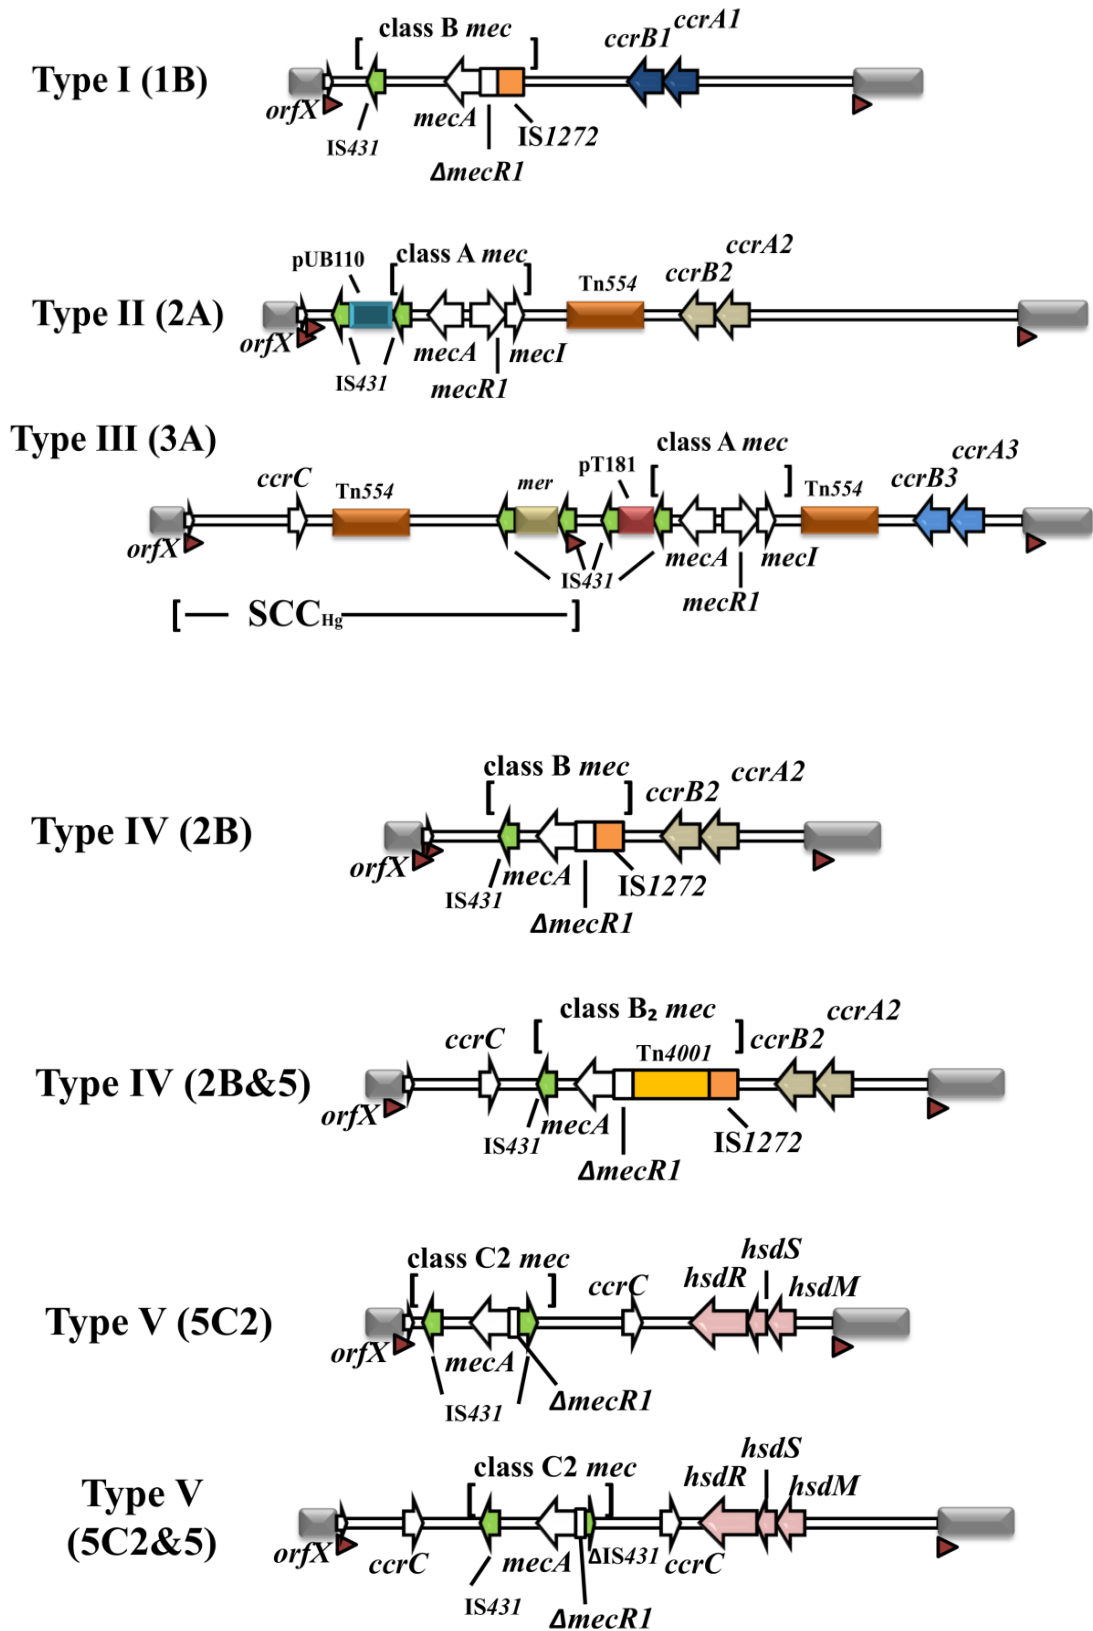 class B mec
ccrB1 ccrA1
Type I (1B)
orfX
IS431
mecA
IS1272
ΔmecR1
class A mec
ccrA2
pUB110
Tn554
ccrB2
Type II (2A)
orfX
IS431
mecA
mecI
mecR1
Type III (3A)
class A mec
ccrA3
ccrC
Tn554
mer
pT181
Tn554
ccrB3
orfX
IS431
mecA
mecI
mecR1
[ — SCCHg — ]
class B mec
ccrB2
ccrA2
Type IV (2B)
orfX
IS431
mecA
IS1272
ΔmecR1
class B₂ mec
ccrA2
ccrC
Tn4001
ccrB2
Type IV (2B&5)
orfX
IS431
mecA
IS1272
ΔmecR1
class C2 mec
ccrC
hsdR
hsdS
hsdM
Type V (5C2)
orfX
mecA
IS431
ΔmecR1
class C2 mec
hsdR
hsdS
hsdM
Type V
(5C2&5)
orfX
ccrC
IS431
mecA
ΔIS431
ccrC
ΔmecR1